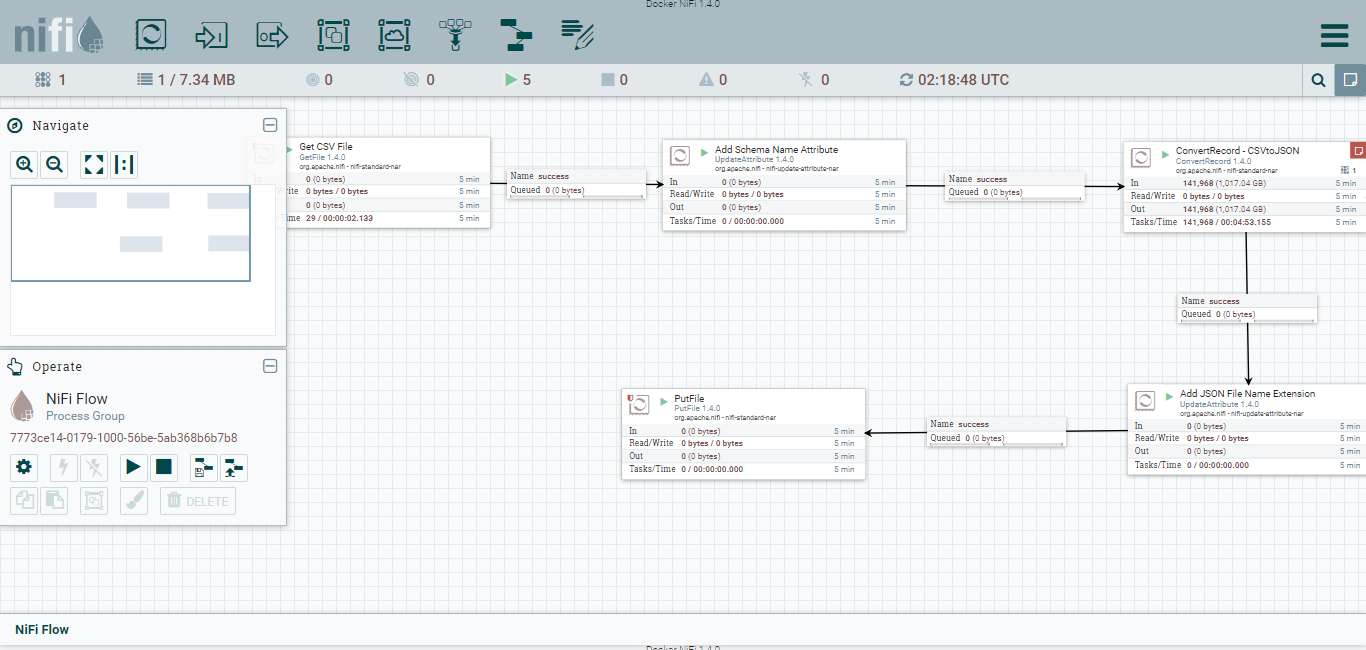 Docker NiFi 1.4.0
nifi
1
1 / 7.34 MB
0
0
5
0
0
0
02:18:48 UTC
Navigate
Get CSV File
GetFile 1.4.0
org.apache.nifi - nifi-standard-nar
In 0 (0 bytes) 5 min
Write 0 bytes / 0 bytes 5 min
0 (0 bytes) 5 min
Time 29 / 00:00:02.133 5 min
Name success
Queued 0 (0 bytes)
Add Schema Name Attribute
UpdateAttribute 1.4.0
org.apache.nifi - nifi-update-attribute-nar
In 0 (0 bytes) 5 min
Read/Write 0 bytes / 0 bytes 5 min
Out 0 (0 bytes) 5 min
Tasks/Time 0 / 00:00:00.000 5 min
Name success
Queued 0 (0 bytes)
ConvertRecord - CSVtoJSON
ConvertRecord 1.4.0
org.apache.nifi - nifi-standard-nar
1
In 141,968 (1,017.04 GB) 5 min
Read/Write 0 bytes / 0 bytes 5 min
Out 141,968 (1,017.04 GB) 5 min
Tasks/Time 141,968 / 00:04:53.155 5 min
Name success
Queued 0 (0 bytes)
Operate
NiFi Flow
Process Group
7773ce14-0179-1000-56be-5ab368b6b7b8
DELETE
PutFile
PutFile 1.4.0
org.apache.nifi - nifi-standard-nar
In 0 (0 bytes) 5 min
Read/Write 0 bytes / 0 bytes 5 min
Out 0 (0 bytes) 5 min
Tasks/Time 0 / 00:00:00.000 5 min
Name success
Queued 0 (0 bytes)
Add JSON File Name Extension
UpdateAttribute 1.4.0
org.apache.nifi - nifi-update-attribute-nar
In 0 (0 bytes) 5 min
Read/Write 0 bytes / 0 bytes 5 min
Out 0 (0 bytes) 5 min
Tasks/Time 0 / 00:00:00.000 5 min
NiFi Flow
Docker NiFi 1.4.0